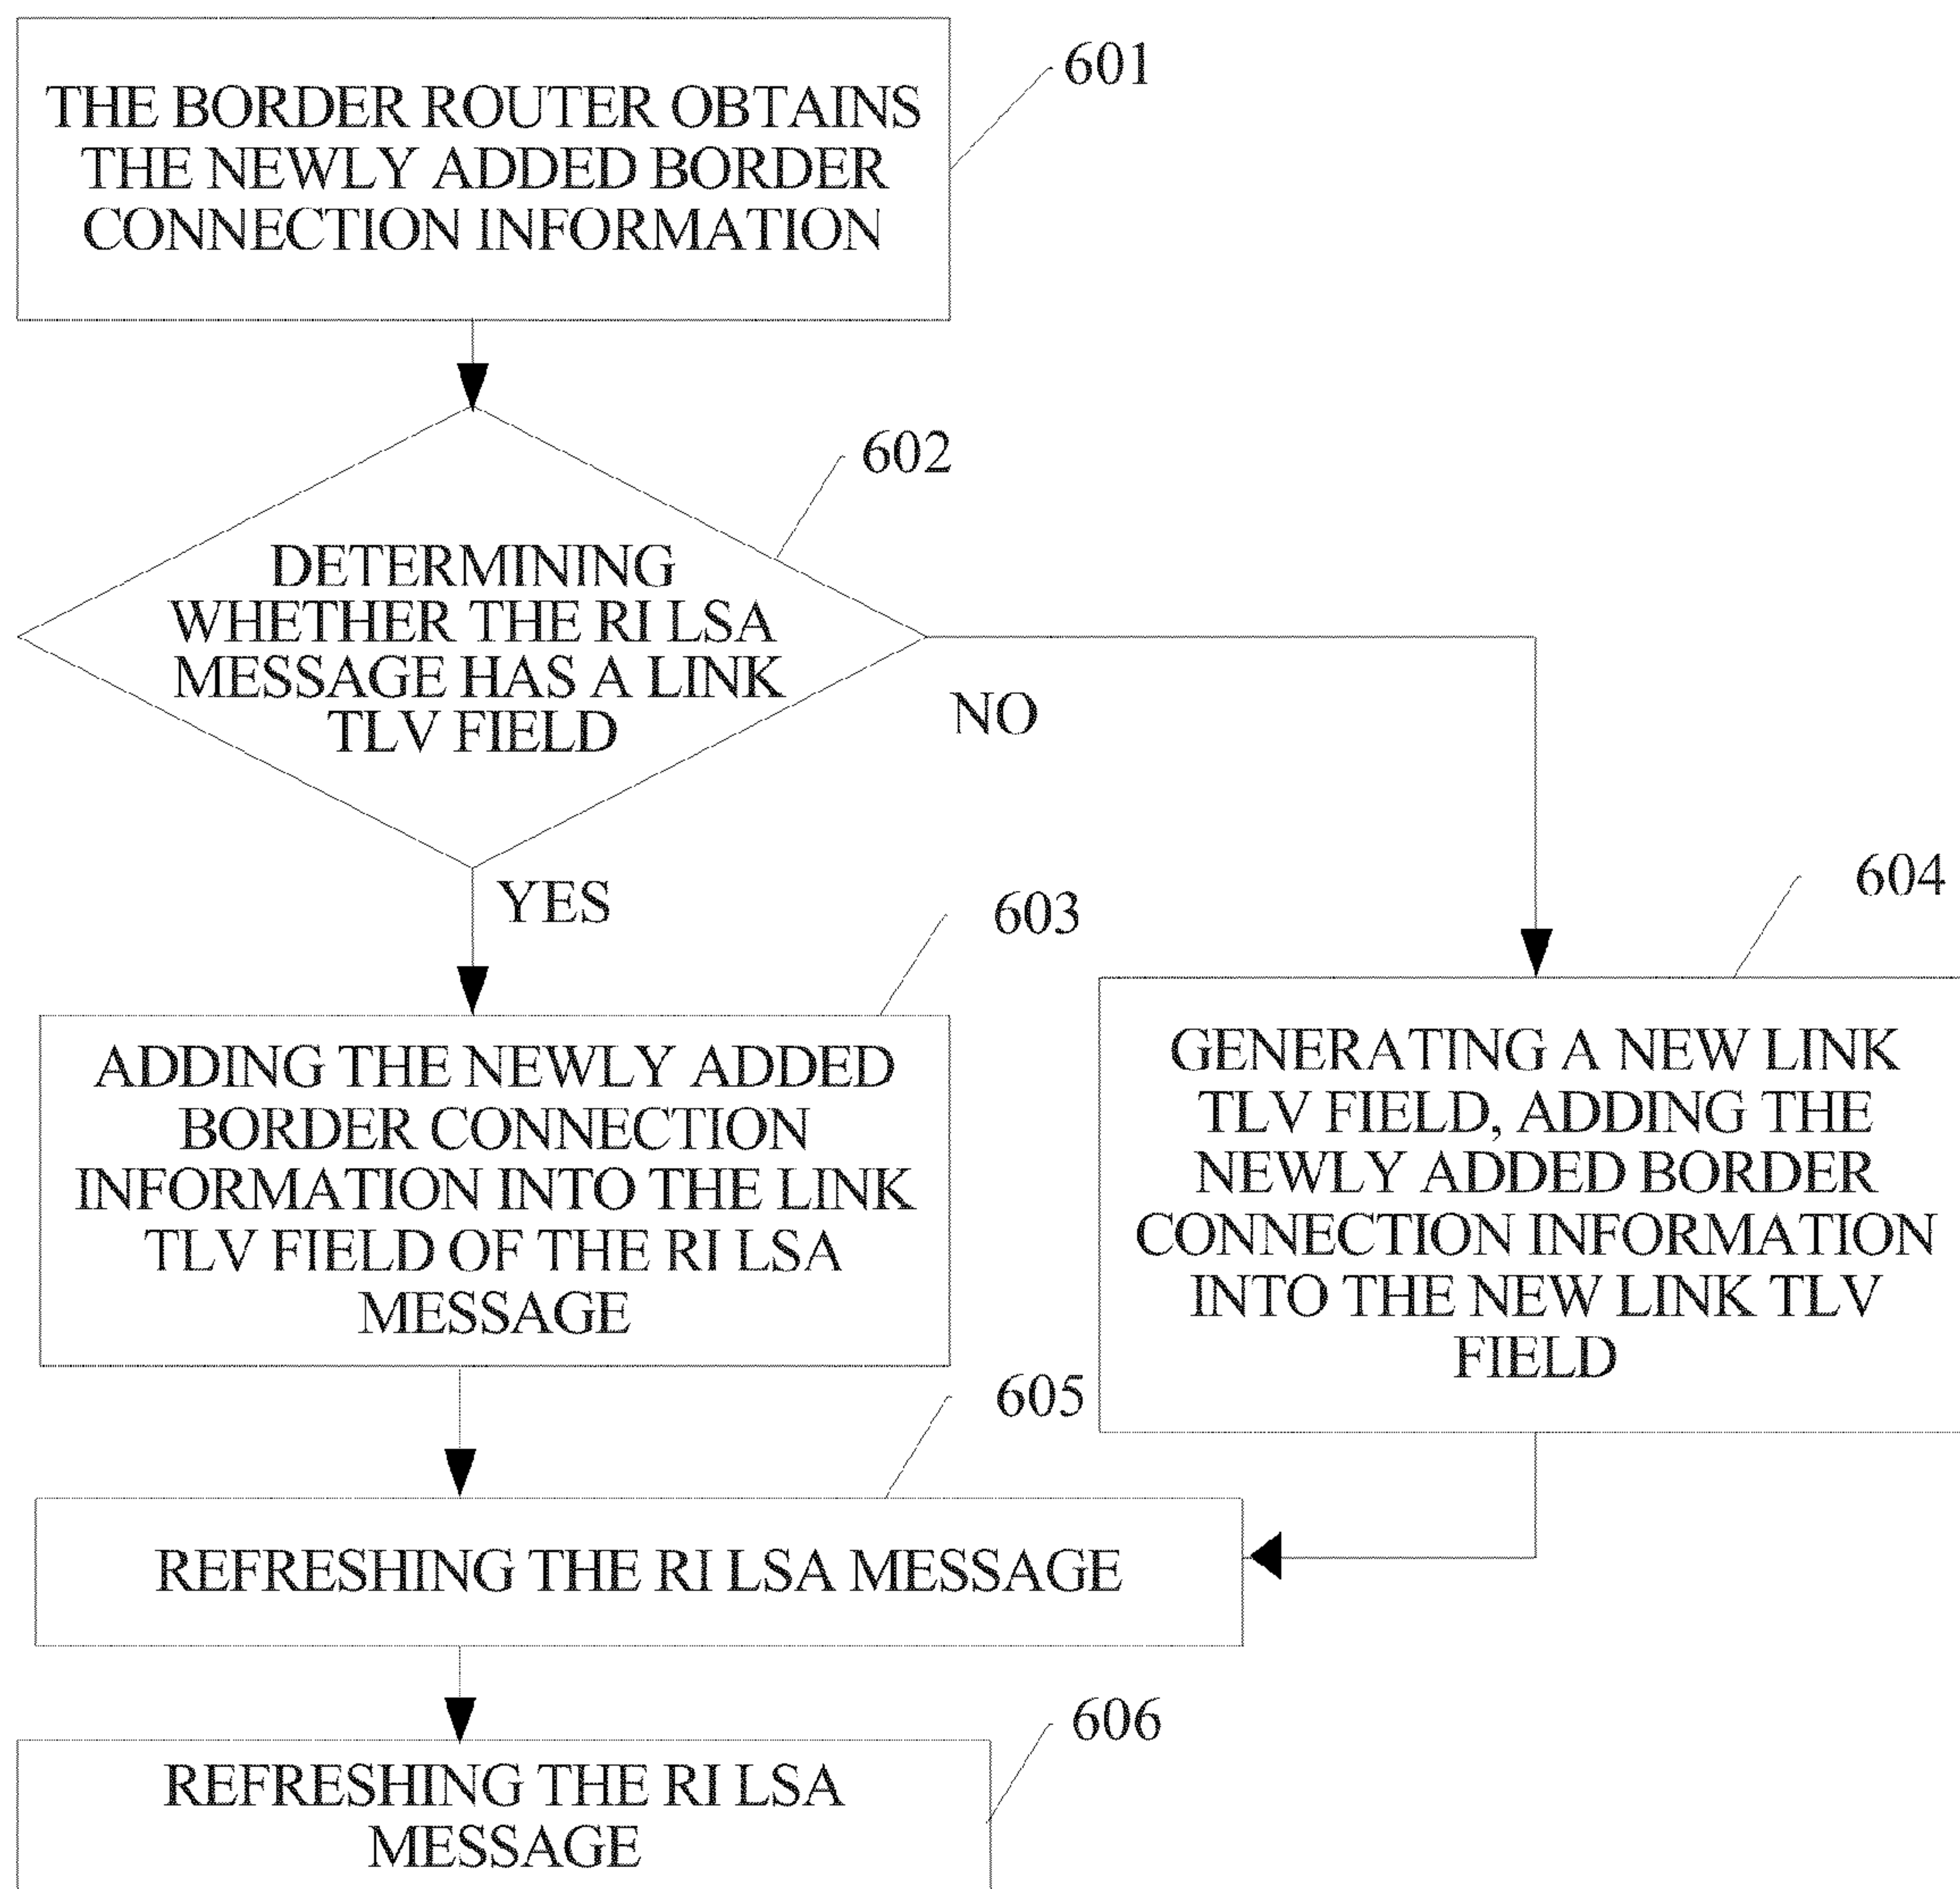 THE BORDER ROUTER OBTAINS
THE NEWLY ADDED BORDER
CONNECTION INFORMATION
601
602
DETERMINING
WHETHER THE RI LSA
MESSAGE HAS A LINK
TLV FIELD
NO
YES
603
604
ADDING THE NEWLY ADDED
BORDER CONNECTION
INFORMATION INTO THE LINK
TLV FIELD OF THE RI LSA
MESSAGE
GENERATING A NEW LINK
TLV FIELD, ADDING THE
NEWLY ADDED BORDER
CONNECTION INFORMATION
INTO THE NEW LINK TLV
FIELD
605
REFRESHING THE RI LSA MESSAGE
606
REFRESHING THE RI LSA
MESSAGE